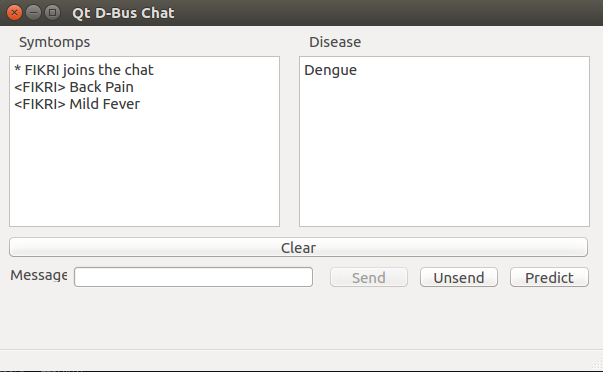 Qt D-Bus Chat
Symtomps
Disease
* FIKRI joins the chat
<FIKRI> Back Pain
<FIKRI> Mild Fever
Dengue
Clear
Message
Send
Unsend
Predict